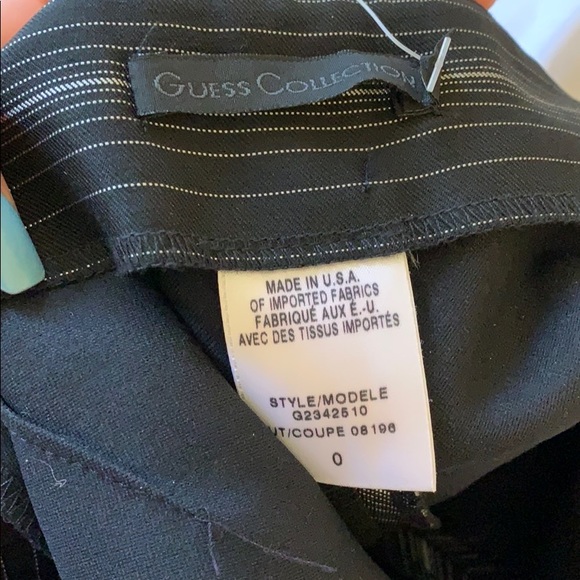 GUESS COLLECTION
MADE IN U.S.A.
OF IMPORTED FABRICS
FABRIQUÉ AUX É.-U.
AVEC DES TISSUS IMPORTÉS
STYLE/MODELE
G2342510
UT/COUPE 08196
0